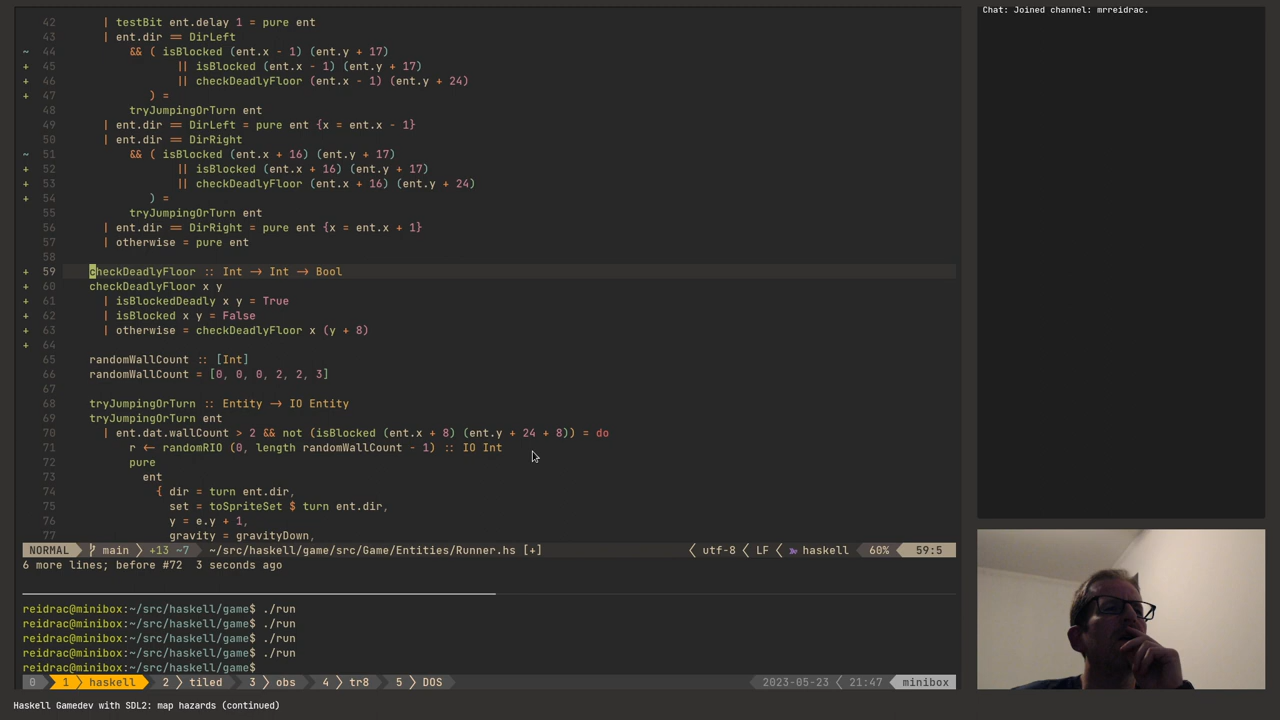 Chat: Joined channel: mrreidrac.
42 | testBit ent.delay 1 = pure ent
43 | ent.dir == DirLeft
~ 44 && ( isBlocked (ent.x - 1) (ent.y + 17)
+ 45 || isBlocked (ent.x - 1) (ent.y + 17)
+ 46 || checkDeadlyFloor (ent.x - 1) (ent.y + 24)
+ 47 ) =
48 tryJumpingOrTurn ent
49 | ent.dir == DirLeft = pure ent {x = ent.x - 1}
50 | ent.dir == DirRight
~ 51 && ( isBlocked (ent.x + 16) (ent.y + 17)
+ 52 || isBlocked (ent.x + 16) (ent.y + 17)
+ 53 || checkDeadlyFloor (ent.x + 16) (ent.y + 24)
+ 54 ) =
55 tryJumpingOrTurn ent
56 | ent.dir == DirRight = pure ent {x = ent.x + 1}
57 | otherwise = pure ent
58
+ 59 checkDeadlyFloor :: Int -> Int -> Bool
+ 60 checkDeadlyFloor x y
+ 61 | isBlockedDeadly x y = True
+ 62 | isBlocked x y = False
+ 63 | otherwise = checkDeadlyFloor x (y + 8)
+ 64
65 randomWallCount :: [Int]
66 randomWallCount = [0, 0, 0, 2, 2, 3]
67
68 tryJumpingOrTurn :: Entity -> IO Entity
69 tryJumpingOrTurn ent
70 | ent.dat.wallCount > 2 && not (isBlocked (ent.x + 8) (ent.y + 24 + 8)) = do
71 r <- randomRIO (0, length randomWallCount - 1) :: IO Int
72 pure
73 ent
74 { dir = turn ent.dir,
75 set = toSpriteSet $ turn ent.dir,
76 y = e.y + 1,
77 gravity = gravityDown,
NORMAL main +13 ~7 ~/src/haskell/game/src/Game/Entities/Runner.hs [+] utf-8 LF haskell 60% 59:5
6 more lines; before #72 3 seconds ago
reidrac@minibox:~/src/haskell/game$ ./run
reidrac@minibox:~/src/haskell/game$ ./run
reidrac@minibox:~/src/haskell/game$ ./run
reidrac@minibox:~/src/haskell/game$ ./run
reidrac@minibox:~/src/haskell/game$
0 1 haskell 2 tiled 3 obs 4 tr8 5 DOS 2023-05-23 21:47 minibox
Haskell Gamedev with SDL2: map hazards (continued)